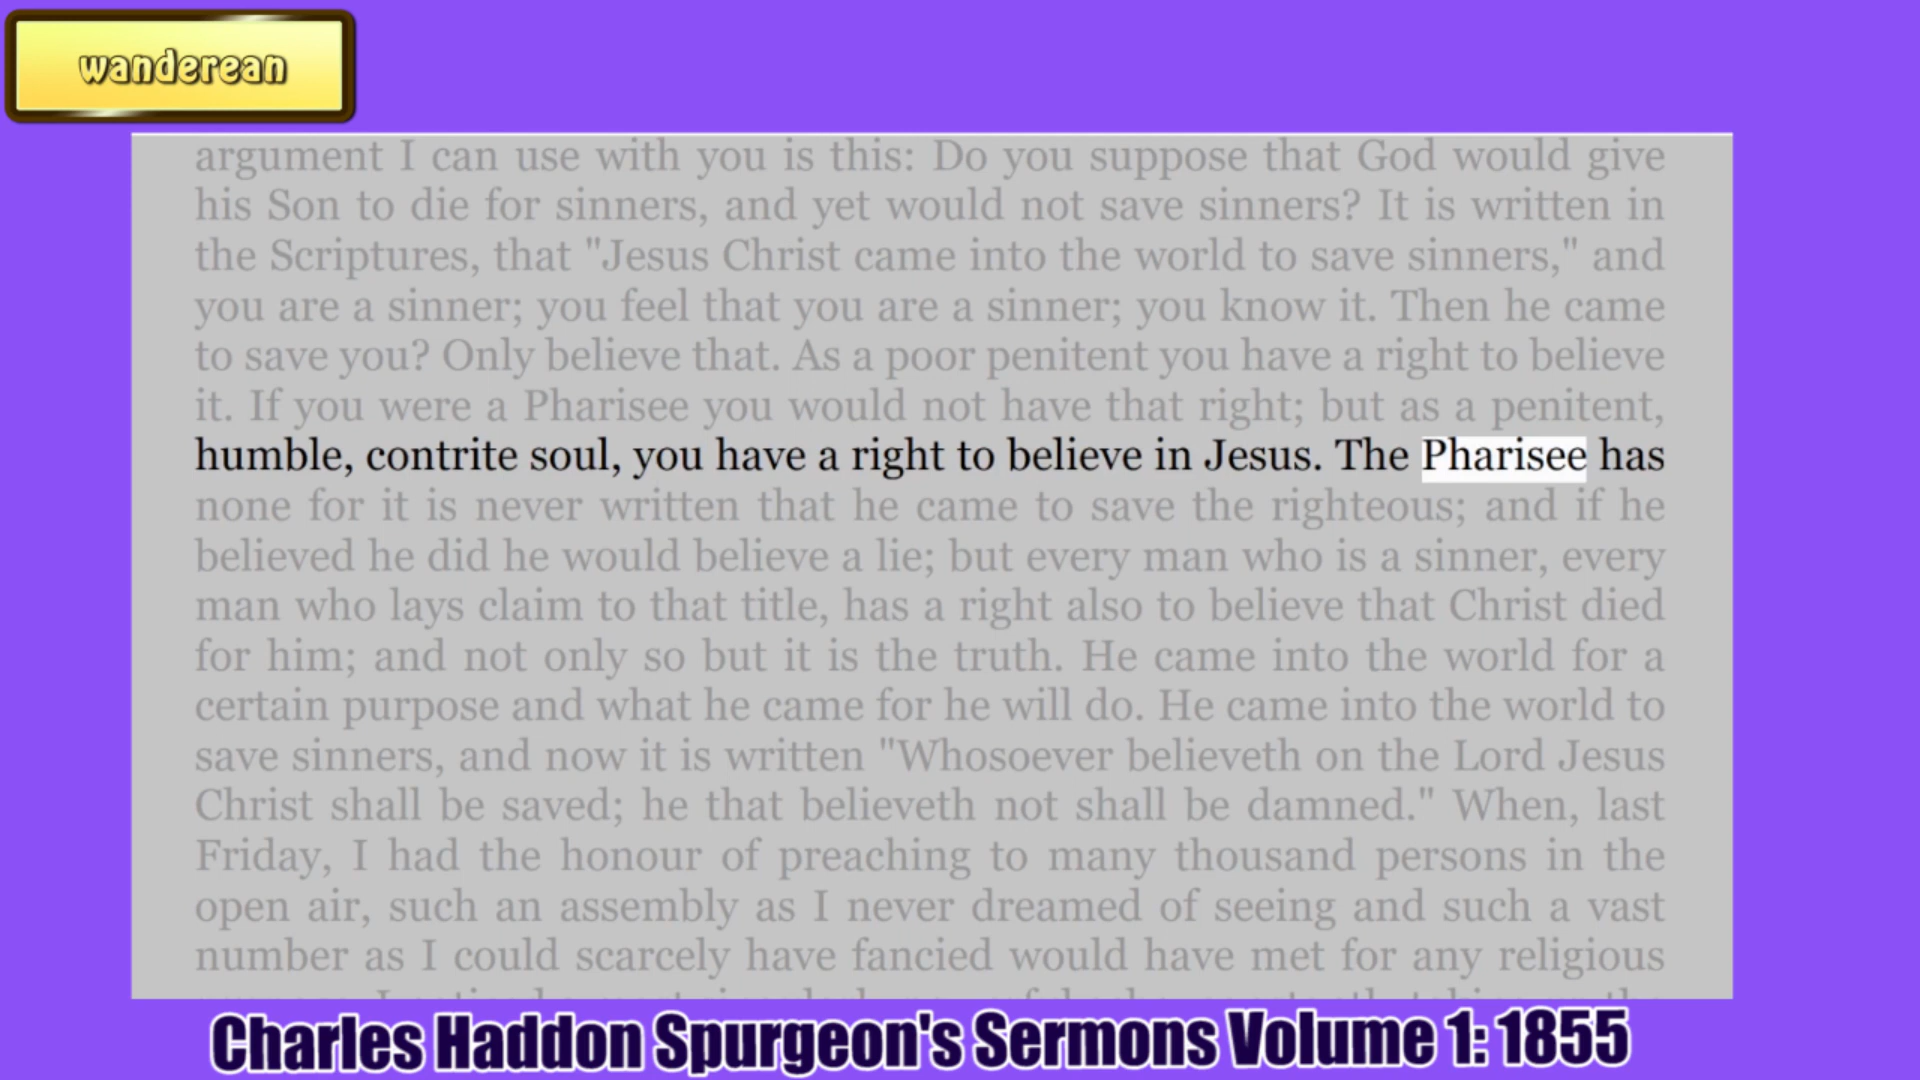 wanderean
argument I can use with you is this: Do you suppose that God would give
his Son to die for sinners, and yet would not save sinners? It is written in
the Scriptures, that "Jesus Christ came into the world to save sinners," and
you are a sinner; you feel that you are a sinner; you know it. Then he came
to save you? Only believe that. As a poor penitent you have a right to believe
it. If you were a Pharisee you would not have that right; but as a penitent,
humble, contrite soul, you have a right to believe in Jesus. The Pharisee has
none for it is never written that he came to save the righteous; and if he
believed he did he would believe a lie; but every man who is a sinner, every
man who lays claim to that title, has a right also to believe that Christ died
for him; and not only so but it is the truth. He came into the world for a
certain purpose and what he came for he will do. He came into the world to
save sinners, and now it is written "Whosoever believeth on the Lord Jesus
Christ shall be saved; he that believeth not shall be damned." When, last
Friday, I had the honour of preaching to many thousand persons in the
open air, such an assembly as I never dreamed of seeing and such a vast
number as I could scarcely have fancied would have met for any religious
Charles Haddon Spurgeon's Sermons Volume 1: 1855